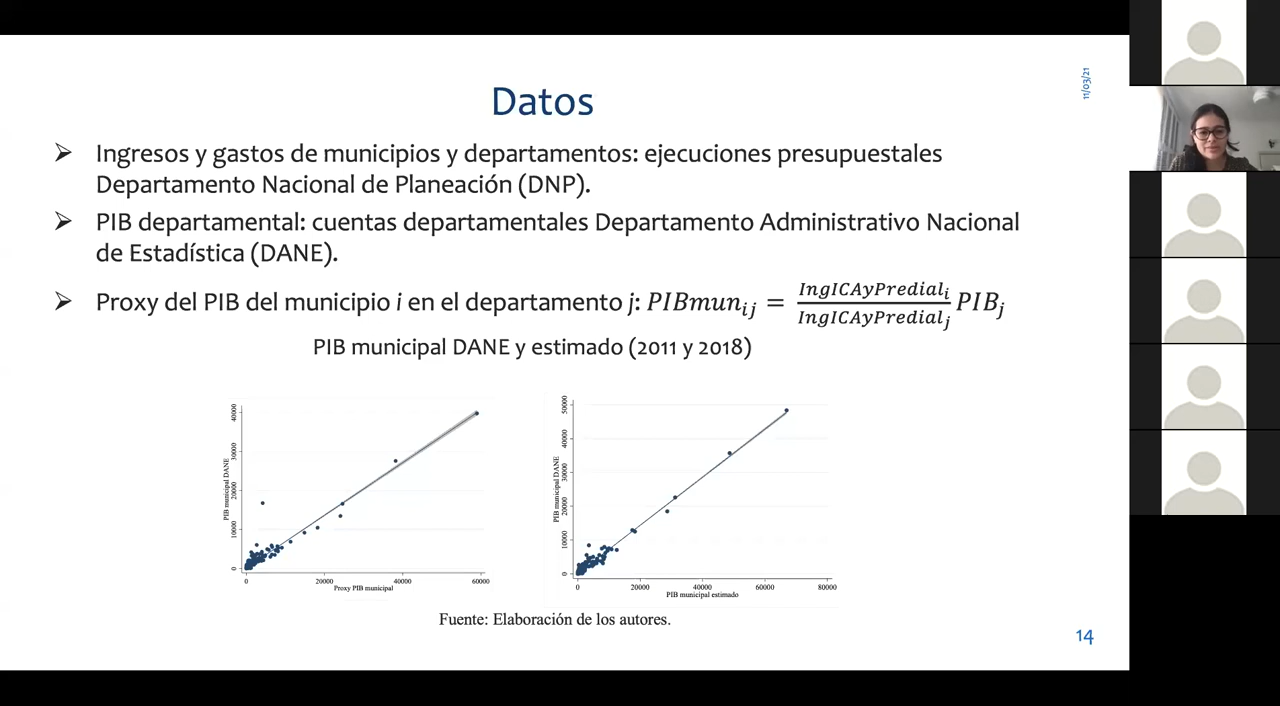 11/03/21
Datos
➢ Ingresos y gastos de municipios y departamentos: ejecuciones presupuestales
Departamento Nacional de Planeación (DNP).
➢ PIB departamental: cuentas departamentales Departamento Administrativo Nacional
de Estadística (DANE).
➢ Proxy del PIB del municipio i en el departamento j: PIBmun_ij = IngICAyPredial_i / IngICAyPredial_j PIB_j
PIB municipal DANE y estimado (2011 y 2018)
PIB municipal DANE
40000
30000
20000
10000
0
0 20000 40000 60000
Proxy PIB municipal
PIB municipal DANE
50000
40000
30000
20000
10000
0
0 20000 40000 60000 80000
PIB municipal estimado
Fuente: Elaboración de los autores.
14